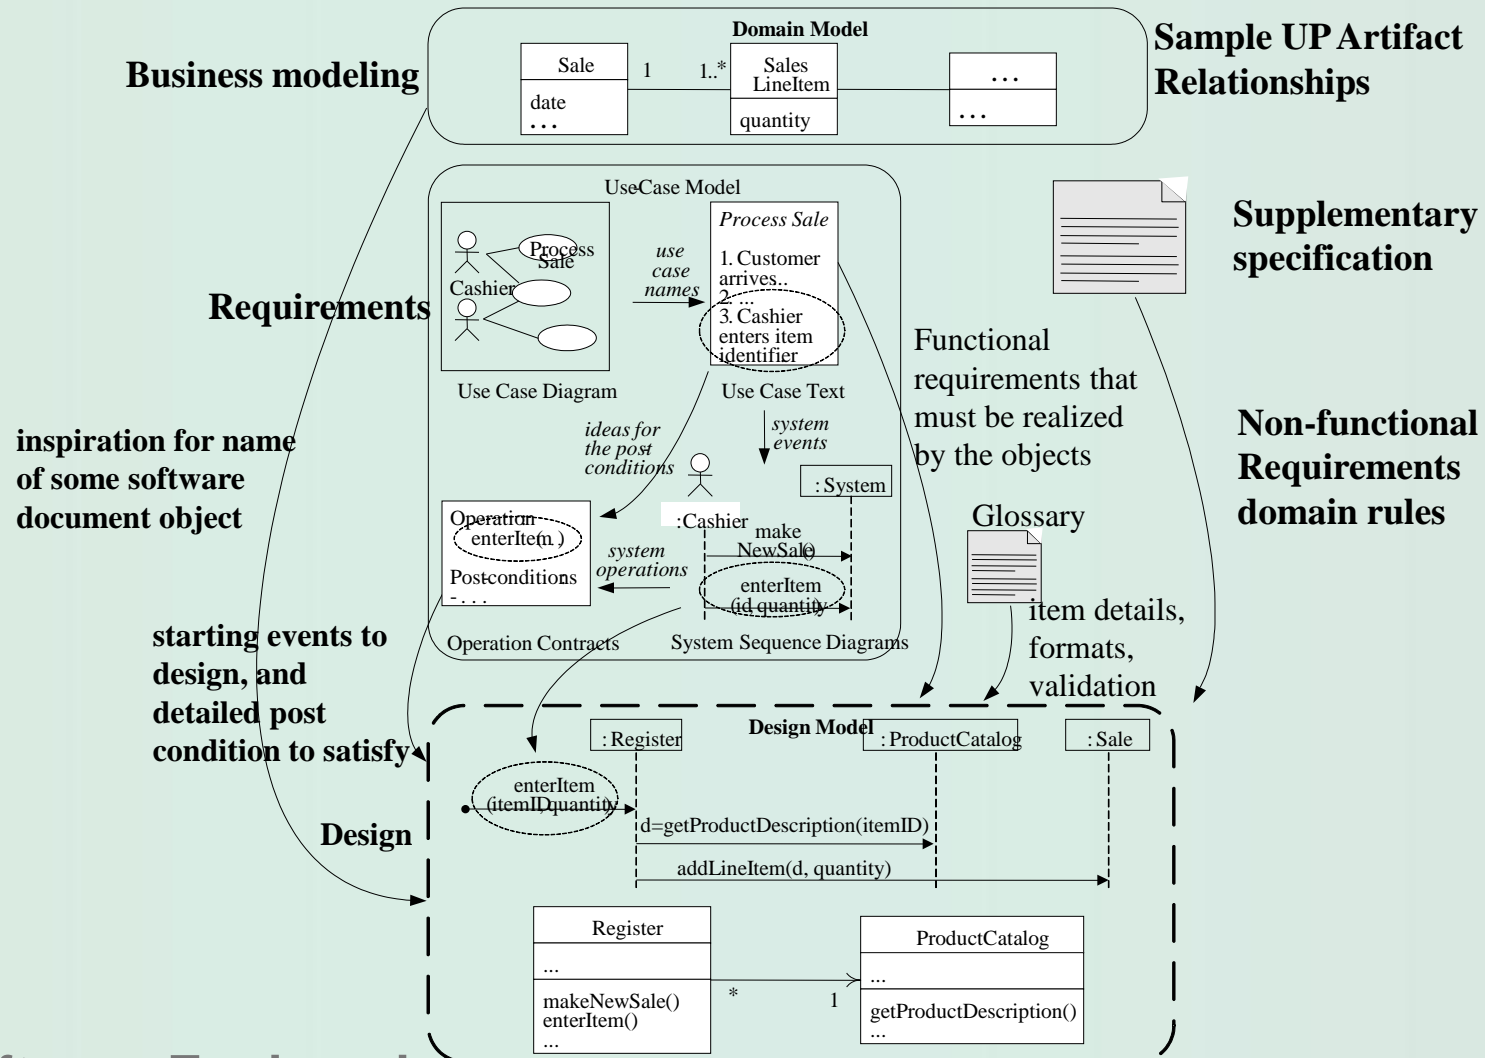 Domain Model
Sample UP Artifact
Relationships
Business modeling
Sale
date
...
1
1..*
Sales
LineItem
quantity
...
...
Use-Case Model
Process
Sale
Cashier
Use Case Diagram
use
case
names
Process Sale
1. Customer
arrives..
2. ...
3. Cashier
enters item
identifier
Use Case Text
Requirements
Supplementary
specification
Functional
requirements that
must be realized
by the objects
Non-functional
Requirements
domain rules
inspiration for name
of some software
document object
ideas for
the post-
conditions
system
events
: System
:Cashier
make
NewSale()
enterItem
(id, quantity)
system
operations
Operation:
enterItem(...)
Post-conditions:
- . . .
Operation Contracts
System Sequence Diagrams
Glossary
item details,
formats,
validation
starting events to
design, and
detailed post
condition to satisfy
Design Model
: Register
: ProductCatalog
: Sale
enterItem
(itemID, quantity)
d=getProductDescription(itemID)
addLineItem(d, quantity)
Design
Register
...
makeNewSale()
enterItem()
...
*
1
ProductCatalog
...
getProductDescription()
...